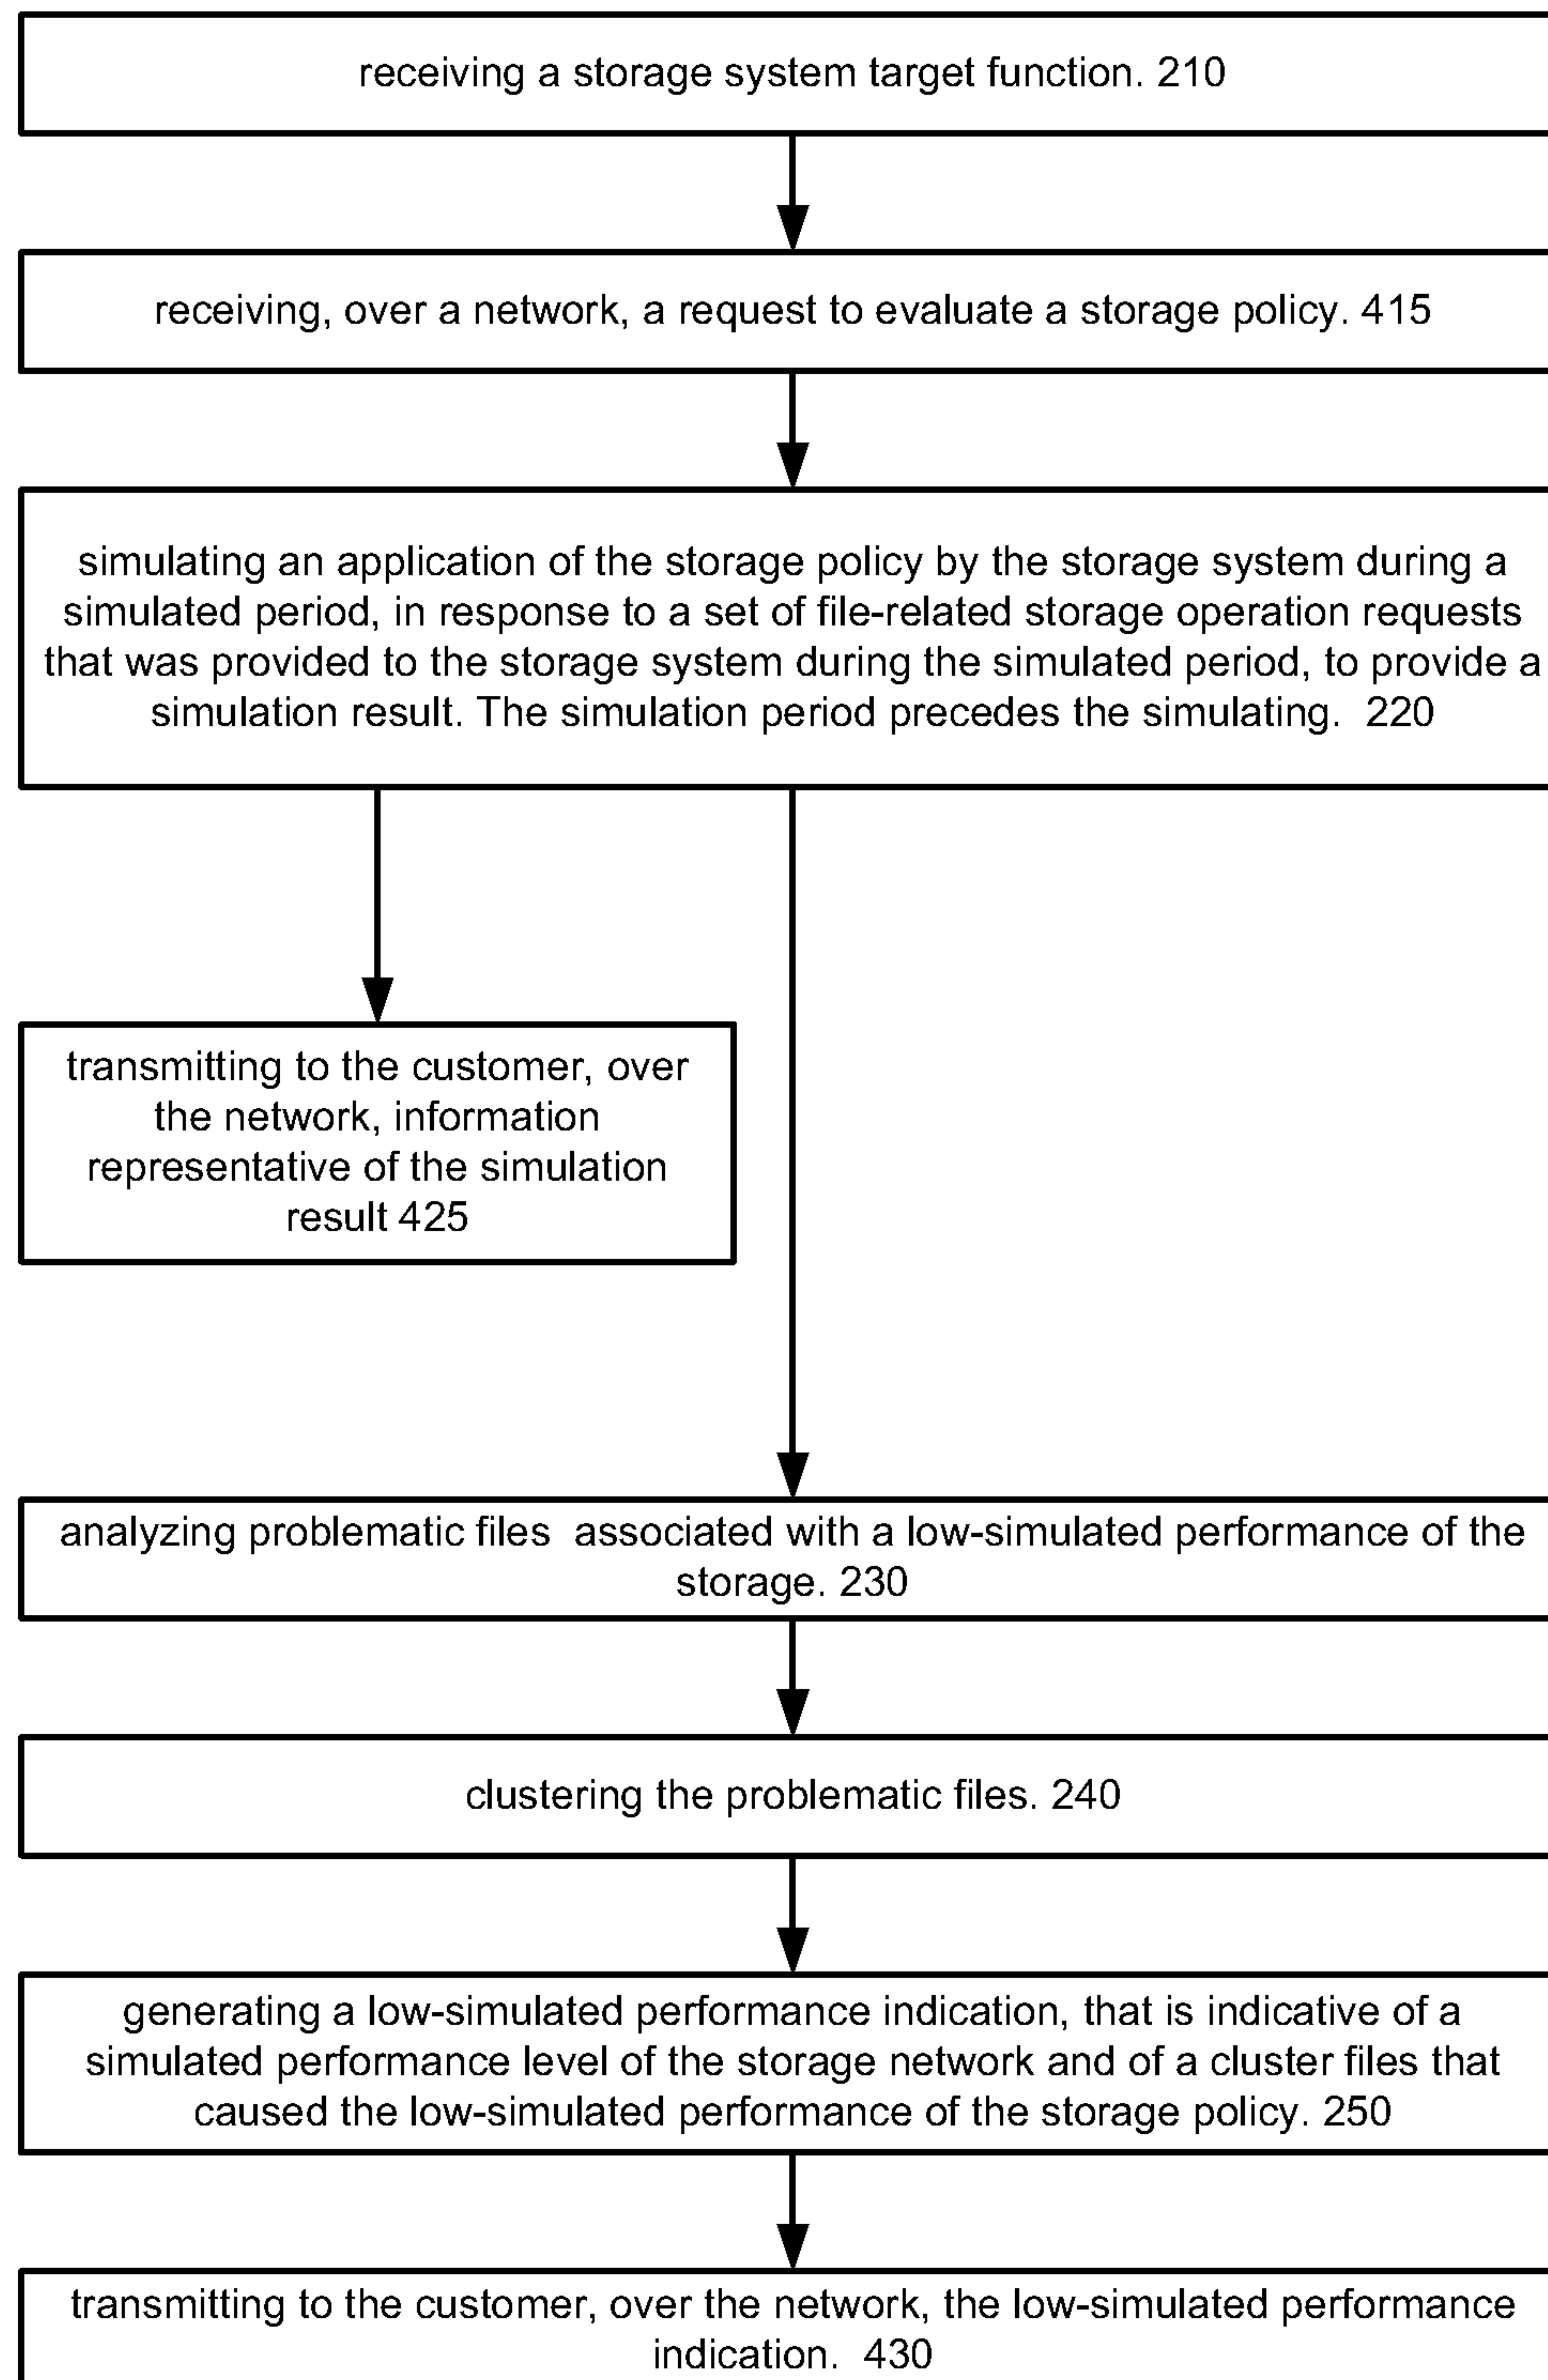 receiving a storage system target function. 210
receiving, over a network, a request to evaluate a storage policy. 415
simulating an application of the storage policy by the storage system during a
simulated period, in response to a set of file-related storage operation requests
that was provided to the storage system during the simulated period, to provide a
simulation result. The simulation period precedes the simulating.  220
transmitting to the customer, over
the network, information
representative of the simulation
result 425
analyzing problematic files  associated with a low-simulated performance of the
storage. 230
clustering the problematic files. 240
generating a low-simulated performance indication, that is indicative of a
simulated performance level of the storage network and of a cluster files that
caused the low-simulated performance of the storage policy. 250
transmitting to the customer, over the network, the low-simulated performance
indication.  430